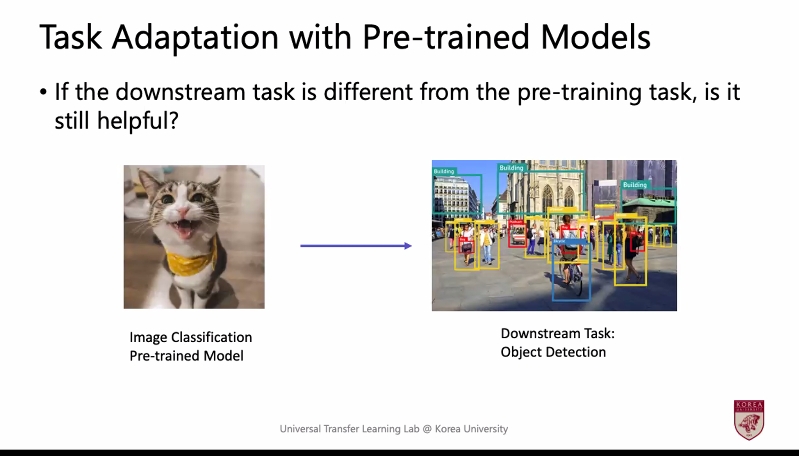 Task Adaptation with Pre-trained Models
• If the downstream task is different from the pre-training task, is it
still helpful?
Building
Building
Building
Image Classification
Pre-trained Model
Downstream Task:
Object Detection
KOREA
Universal Transfer Learning Lab @ Korea University